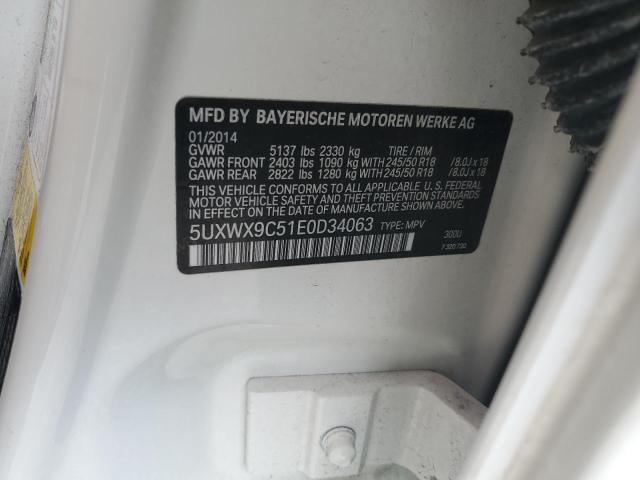 MFD BY BAYERISCHE MOTOREN WERKE AG
01/2014
GVWR 5137 lbs 2330 kg TIRE / RIM
GAWR FRONT 2403 lbs 1090 kg WITH 245/50 R18 / 8.0J x 18
GAWR REAR 2822 lbs 1280 kg WITH 245/50 R18 / 8.0J x 18
THIS VEHICLE CONFORMS TO ALL APPLICABLE U. S. FEDERAL
MOTOR VEHICLE SAFETY AND THEFT PREVENTION STANDARDS
IN EFFECT ON THE DATE OF MANUFACTURE SHOWN ABOVE.
5UXWX9C51E0D34063 TYPE: MPV 300U
7 320 730